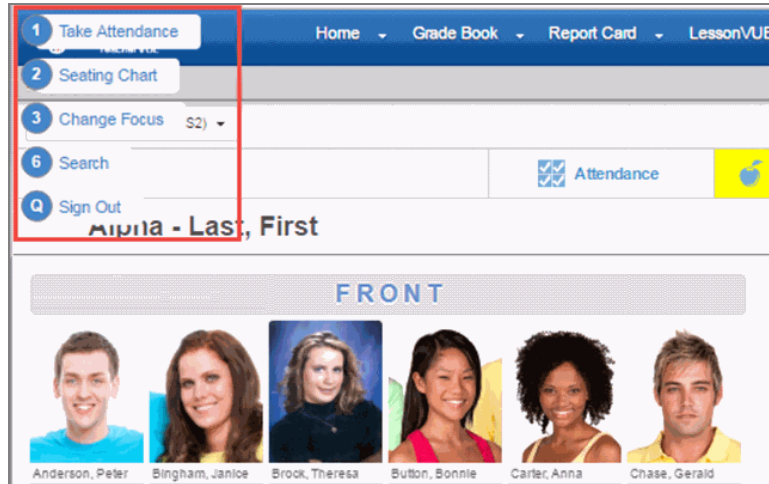 1 Take Attendance
Home Grade Book Report Card LessonVUE
2 Seating Chart
3 Change Focus S2)
6 Search
Attendance
Q Sign Out
Alpha - Last, First
FRONT
Anderson, Peter Bingham, Janice Brock, Theresa Button, Bonnie Carter, Anna Chase, Gerald